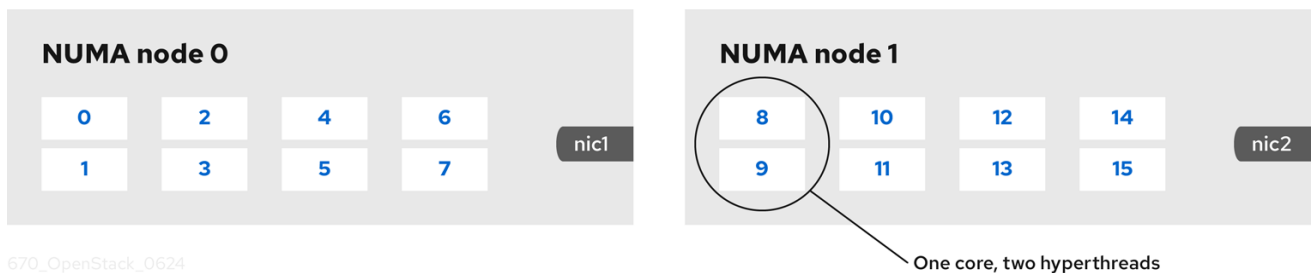 NUMA node 0
0 2 4 6
1 3 5 7
nic1
NUMA node 1
8 10 12 14
9 11 13 15
nic2
One core, two hyperthreads
670_OpenStack_0624